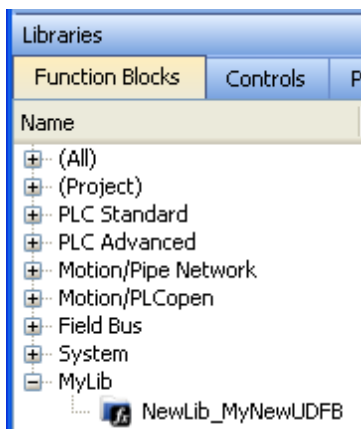 Libraries
Function Blocks Controls P
Name
(All)
(Project)
PLC Standard
PLC Advanced
Motion/Pipe Network
Motion/PLCopen
Field Bus
System
MyLib
NewLib_MyNewUDFB